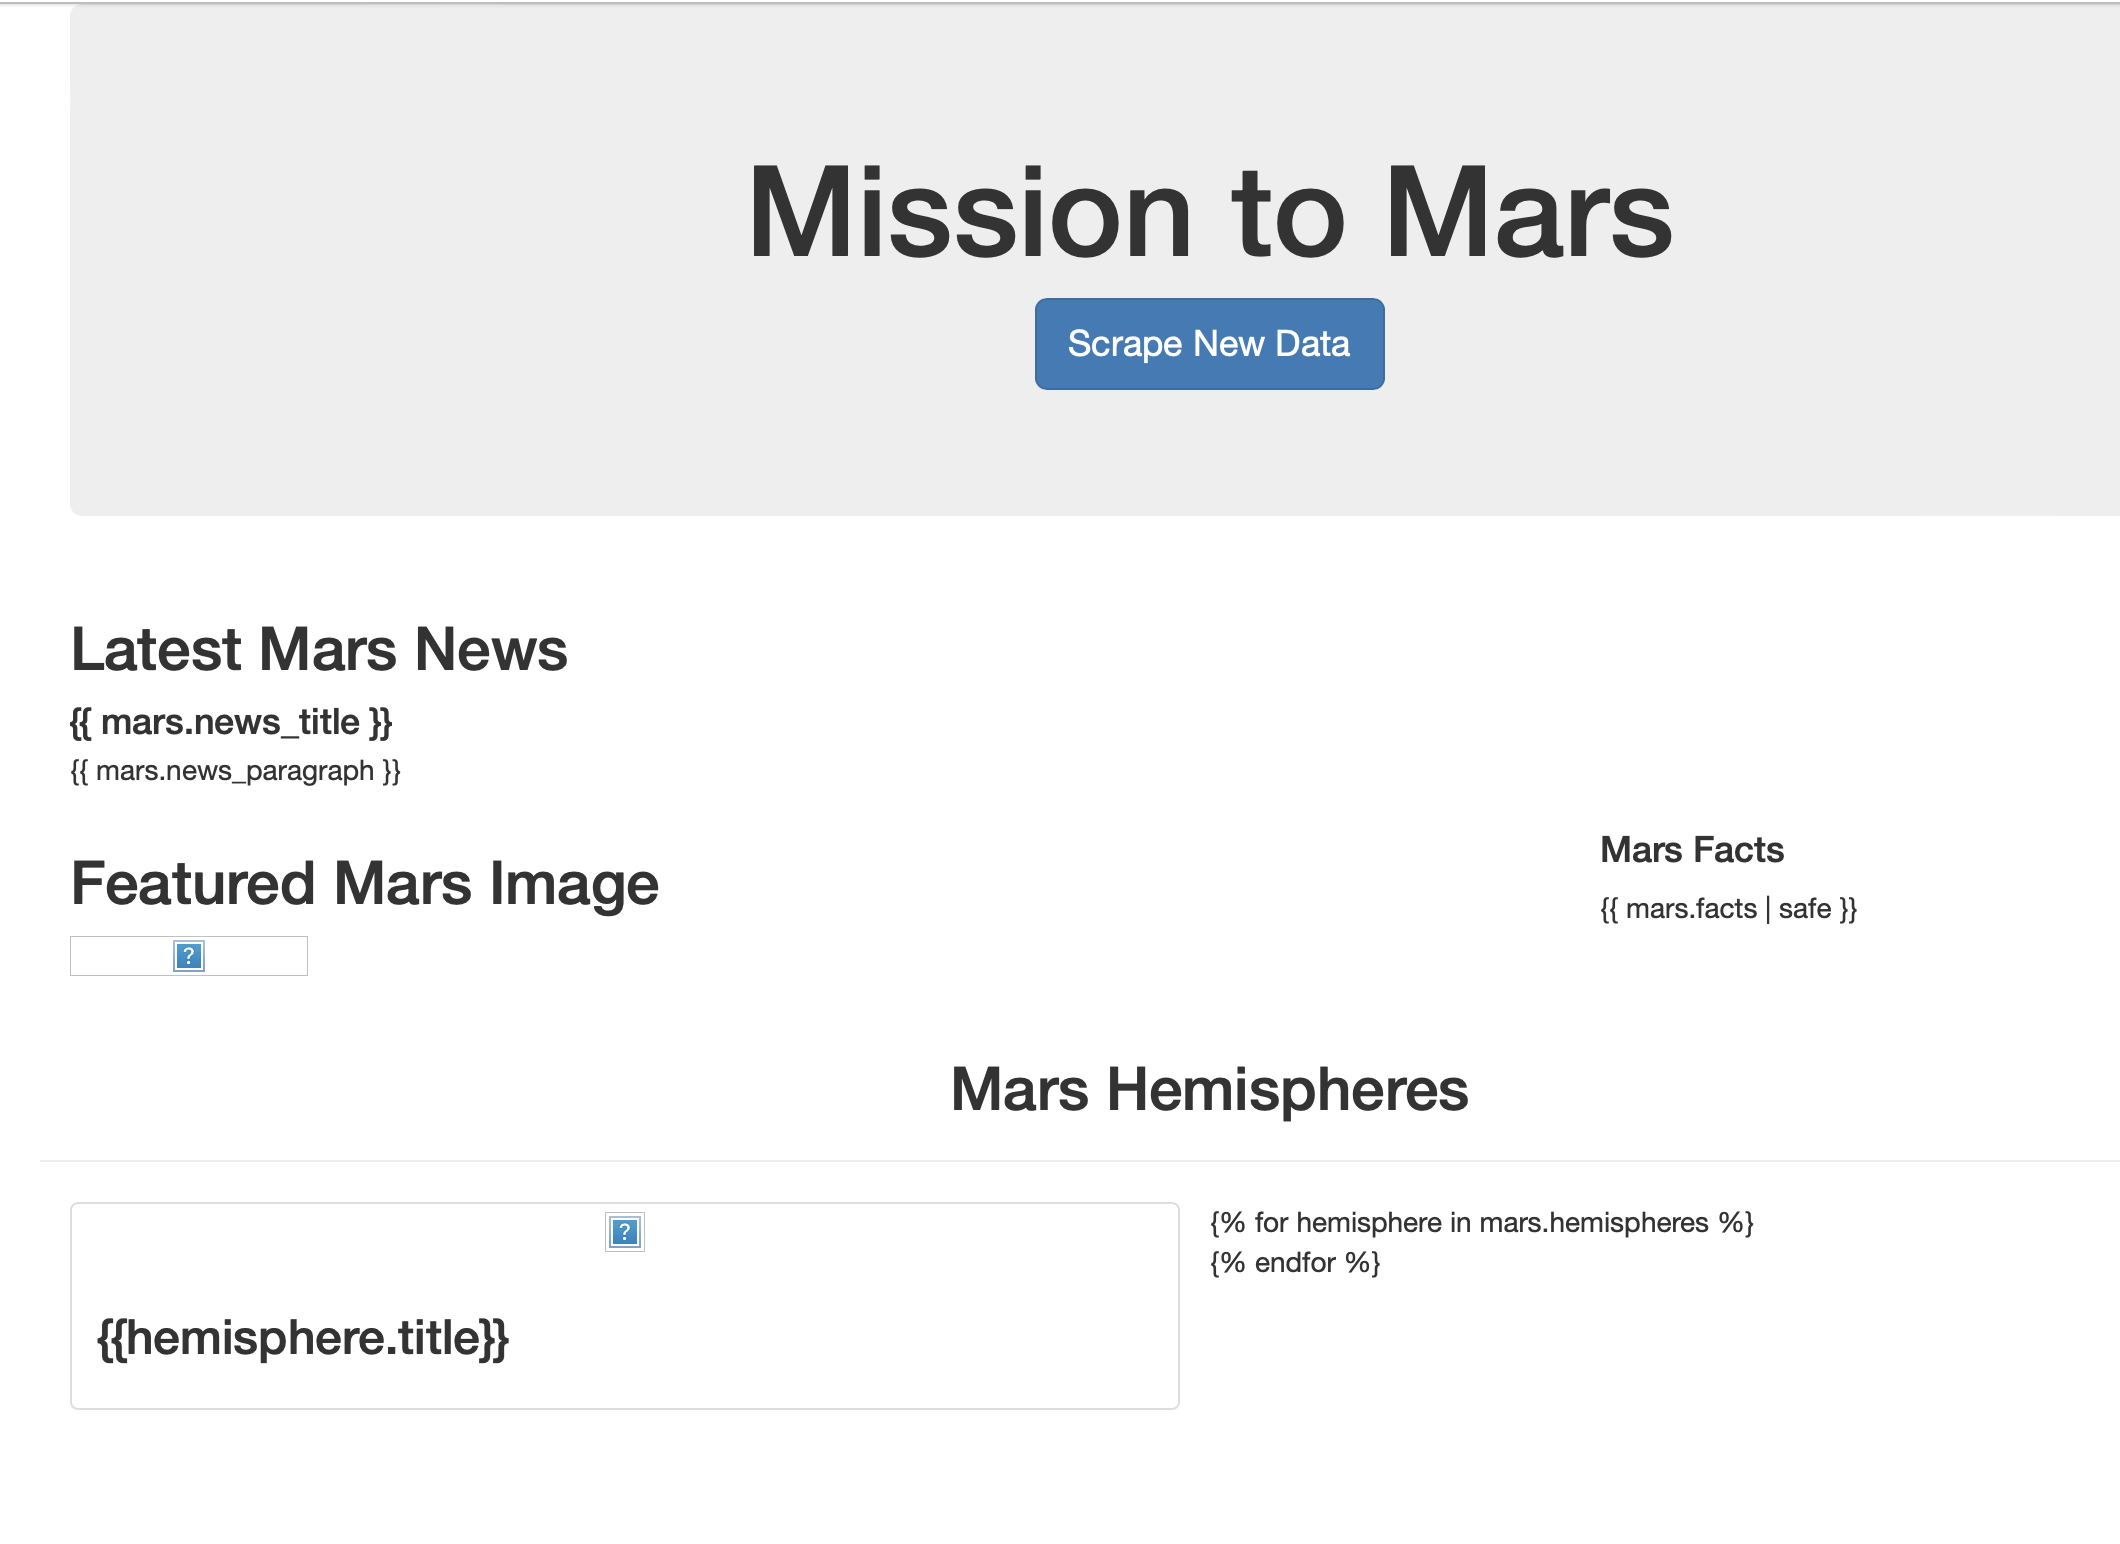 Mission to Mars
Scrape New Data
Latest Mars News
{{ mars.news_title }}
{{ mars.news_paragraph }}
Featured Mars Image
?
Mars Facts
{{ mars.facts | safe }}
Mars Hemispheres
?
{{hemisphere.title}}
{% for hemisphere in mars.hemispheres %}
{% endfor %}